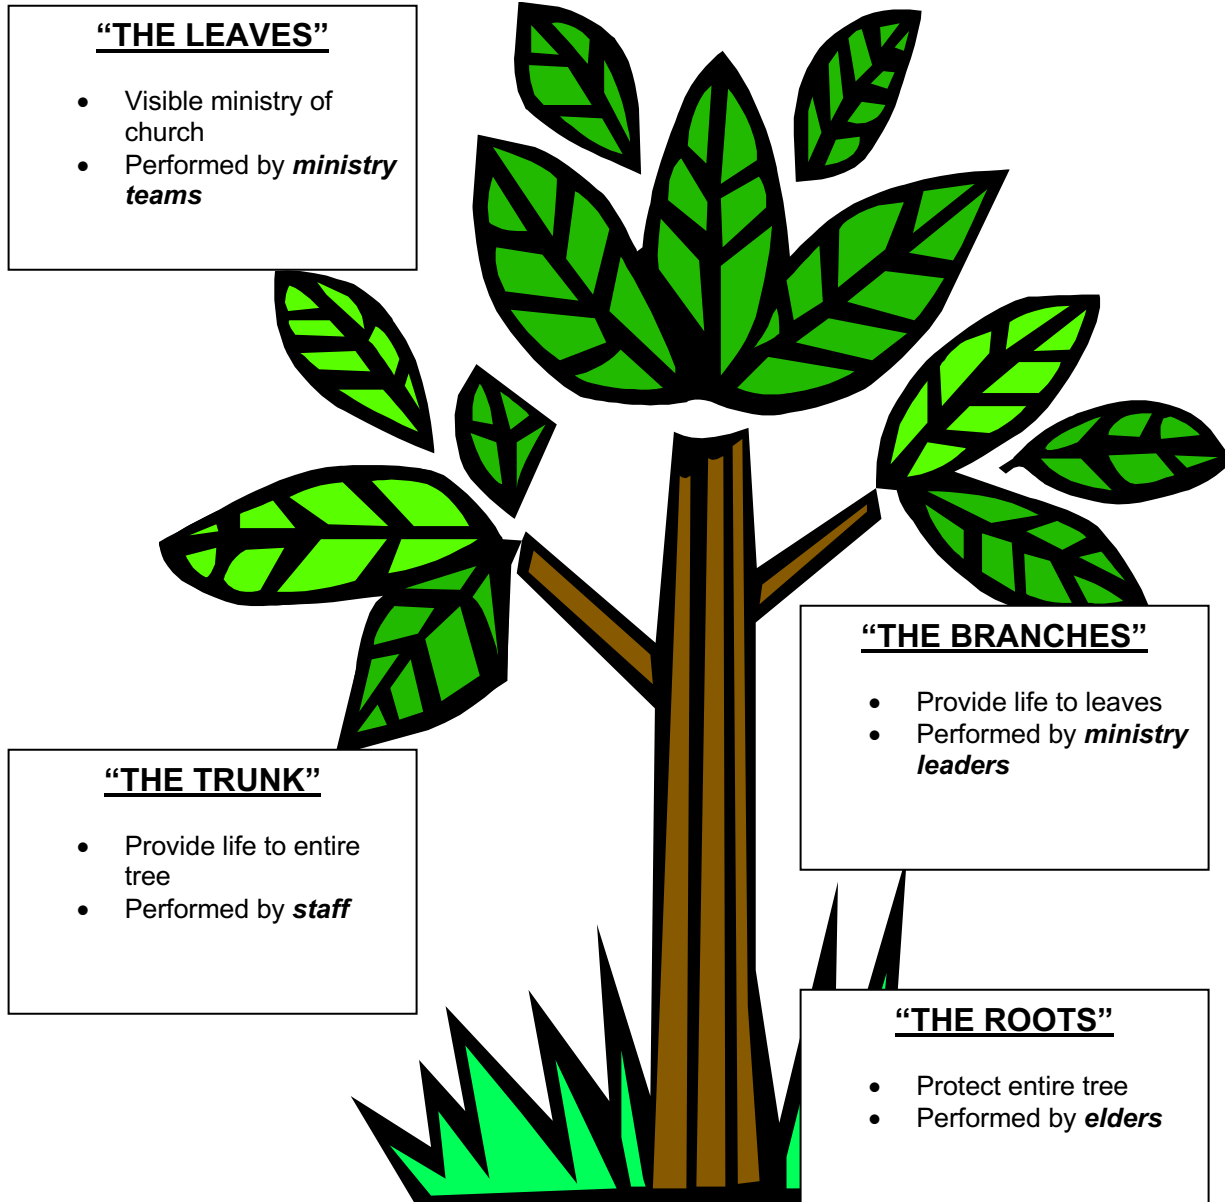 “THE LEAVES”
• Visible ministry of
church
• Performed by ministry
teams
“THE BRANCHES”
• Provide life to leaves
• Performed by ministry
leaders
“THE TRUNK”
• Provide life to entire
tree
• Performed by staff
“THE ROOTS”
• Protect entire tree
• Performed by elders